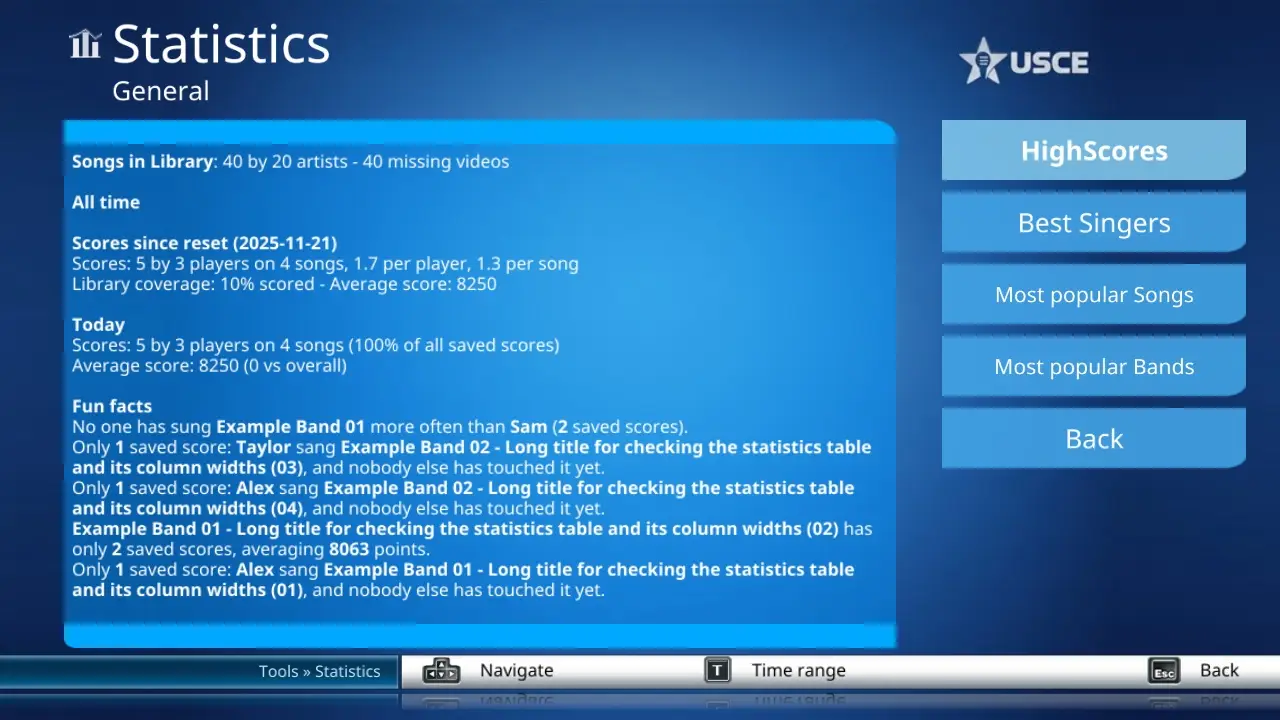 Statistics
General
USCE
Songs in Library: 40 by 20 artists - 40 missing videos
All time
Scores since reset (2025-11-21)
Scores: 5 by 3 players on 4 songs, 1.7 per player, 1.3 per song
Library coverage: 10% scored - Average score: 8250
Today
Scores: 5 by 3 players on 4 songs (100% of all saved scores)
Average score: 8250 (0 vs overall)
Fun facts
No one has sung Example Band 01 more often than Sam (2 saved scores).
Only 1 saved score: Taylor sang Example Band 02 - Long title for checking the statistics table
and its column widths (03), and nobody else has touched it yet.
Only 1 saved score: Alex sang Example Band 02 - Long title for checking the statistics table
and its column widths (04), and nobody else has touched it yet.
Example Band 01 - Long title for checking the statistics table and its column widths (02) has
only 2 saved scores, averaging 8063 points.
Only 1 saved score: Alex sang Example Band 01 - Long title for checking the statistics table
and its column widths (01), and nobody else has touched it yet.
HighScores
Best Singers
Most popular Songs
Most popular Bands
Back
Tools » Statistics
Navigate
T
Time range
Esc
Back